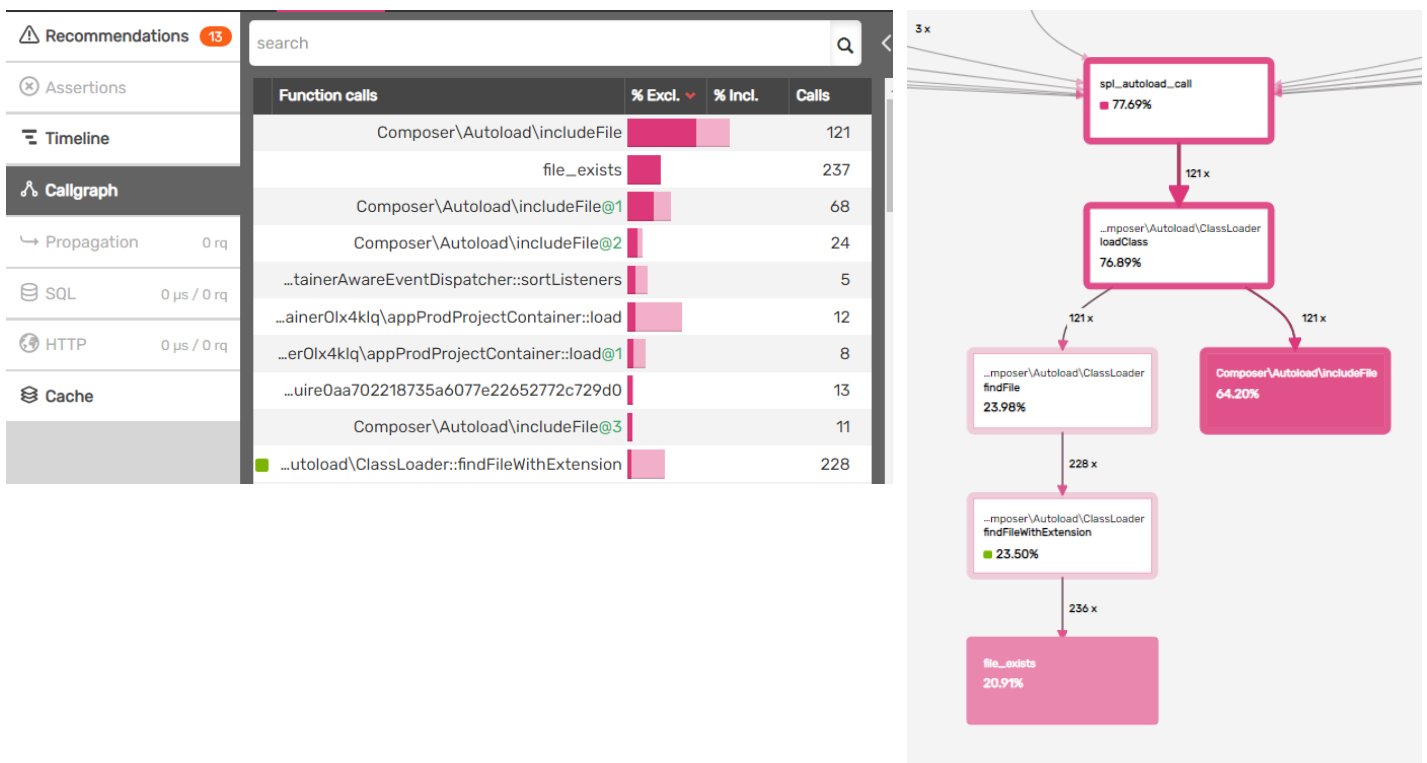 Recommendations 13
Assertions
Timeline
Callgraph
Propagation 0 rq
SQL 0 µs / 0 rq
HTTP 0 µs / 0 rq
Cache
search
Function calls % Excl. % Incl. Calls
Composer\Autoload\includeFile 121
file_exists 237
Composer\Autoload\includeFile@1 68
Composer\Autoload\includeFile@2 24
…tainerAwareEventDispatcher::sortListeners 5
…ainerOlx4klq\appProdProjectContainer::load 12
…erOlx4klq\appProdProjectContainer::load@1 8
…uire0aa702218735a6077e22652772c729d0 13
Composer\Autoload\includeFile@3 11
…utoload\ClassLoader::findFileWithExtension 228
3 x
spl_autoload_call
77.69%
121 x
…mposer\Autoload\ClassLoader
loadClass
76.89%
121 x
121 x
…mposer\Autoload\ClassLoader
findFile
23.98%
Composer\Autoload\includeFile
64.20%
228 x
…mposer\Autoload\ClassLoader
findFileWithExtension
23.50%
236 x
file_exists
20.91%